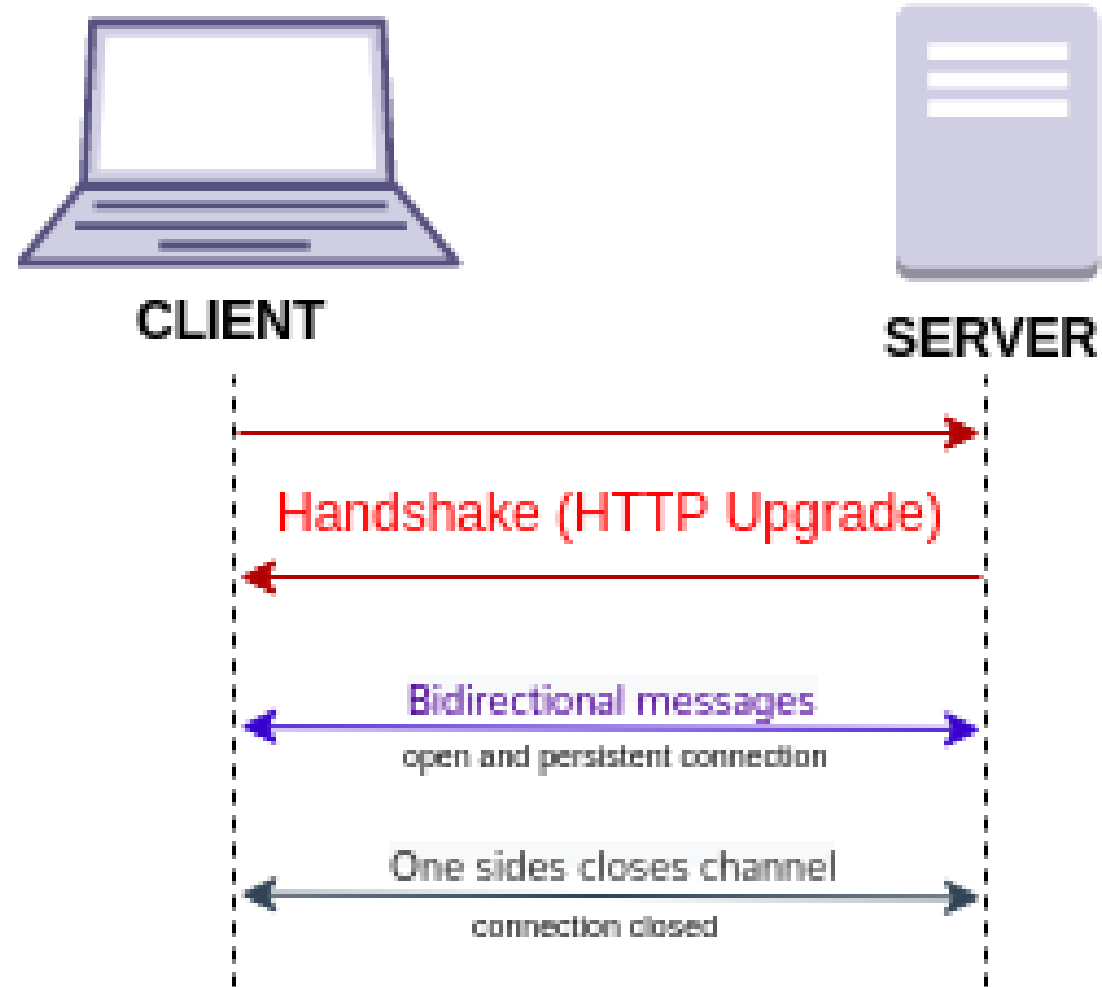 CLIENT
SERVER
Handshake (HTTP Upgrade)
Bidirectional messages
open and persistent connection
One sides closes channel
connection closed